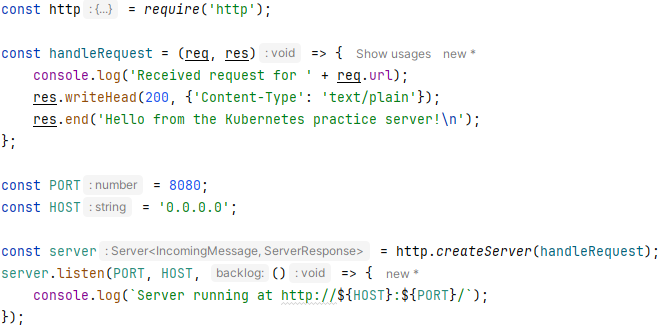 const http : {...} = require('http');
const handleRequest = (req, res) : void => { Show usages new *
console.log('Received request for ' + req.url);
res.writeHead(200, {'Content-Type': 'text/plain'});
res.end('Hello from the Kubernetes practice server!\n');
};
const PORT : number = 8080;
const HOST : string = '0.0.0.0';
const server : Server<IncomingMessage, ServerResponse> = http.createServer(handleRequest);
server.listen(PORT, HOST, backlog: () : void => { new *
console.log(`Server running at http://${HOST}:${PORT}/`);
});